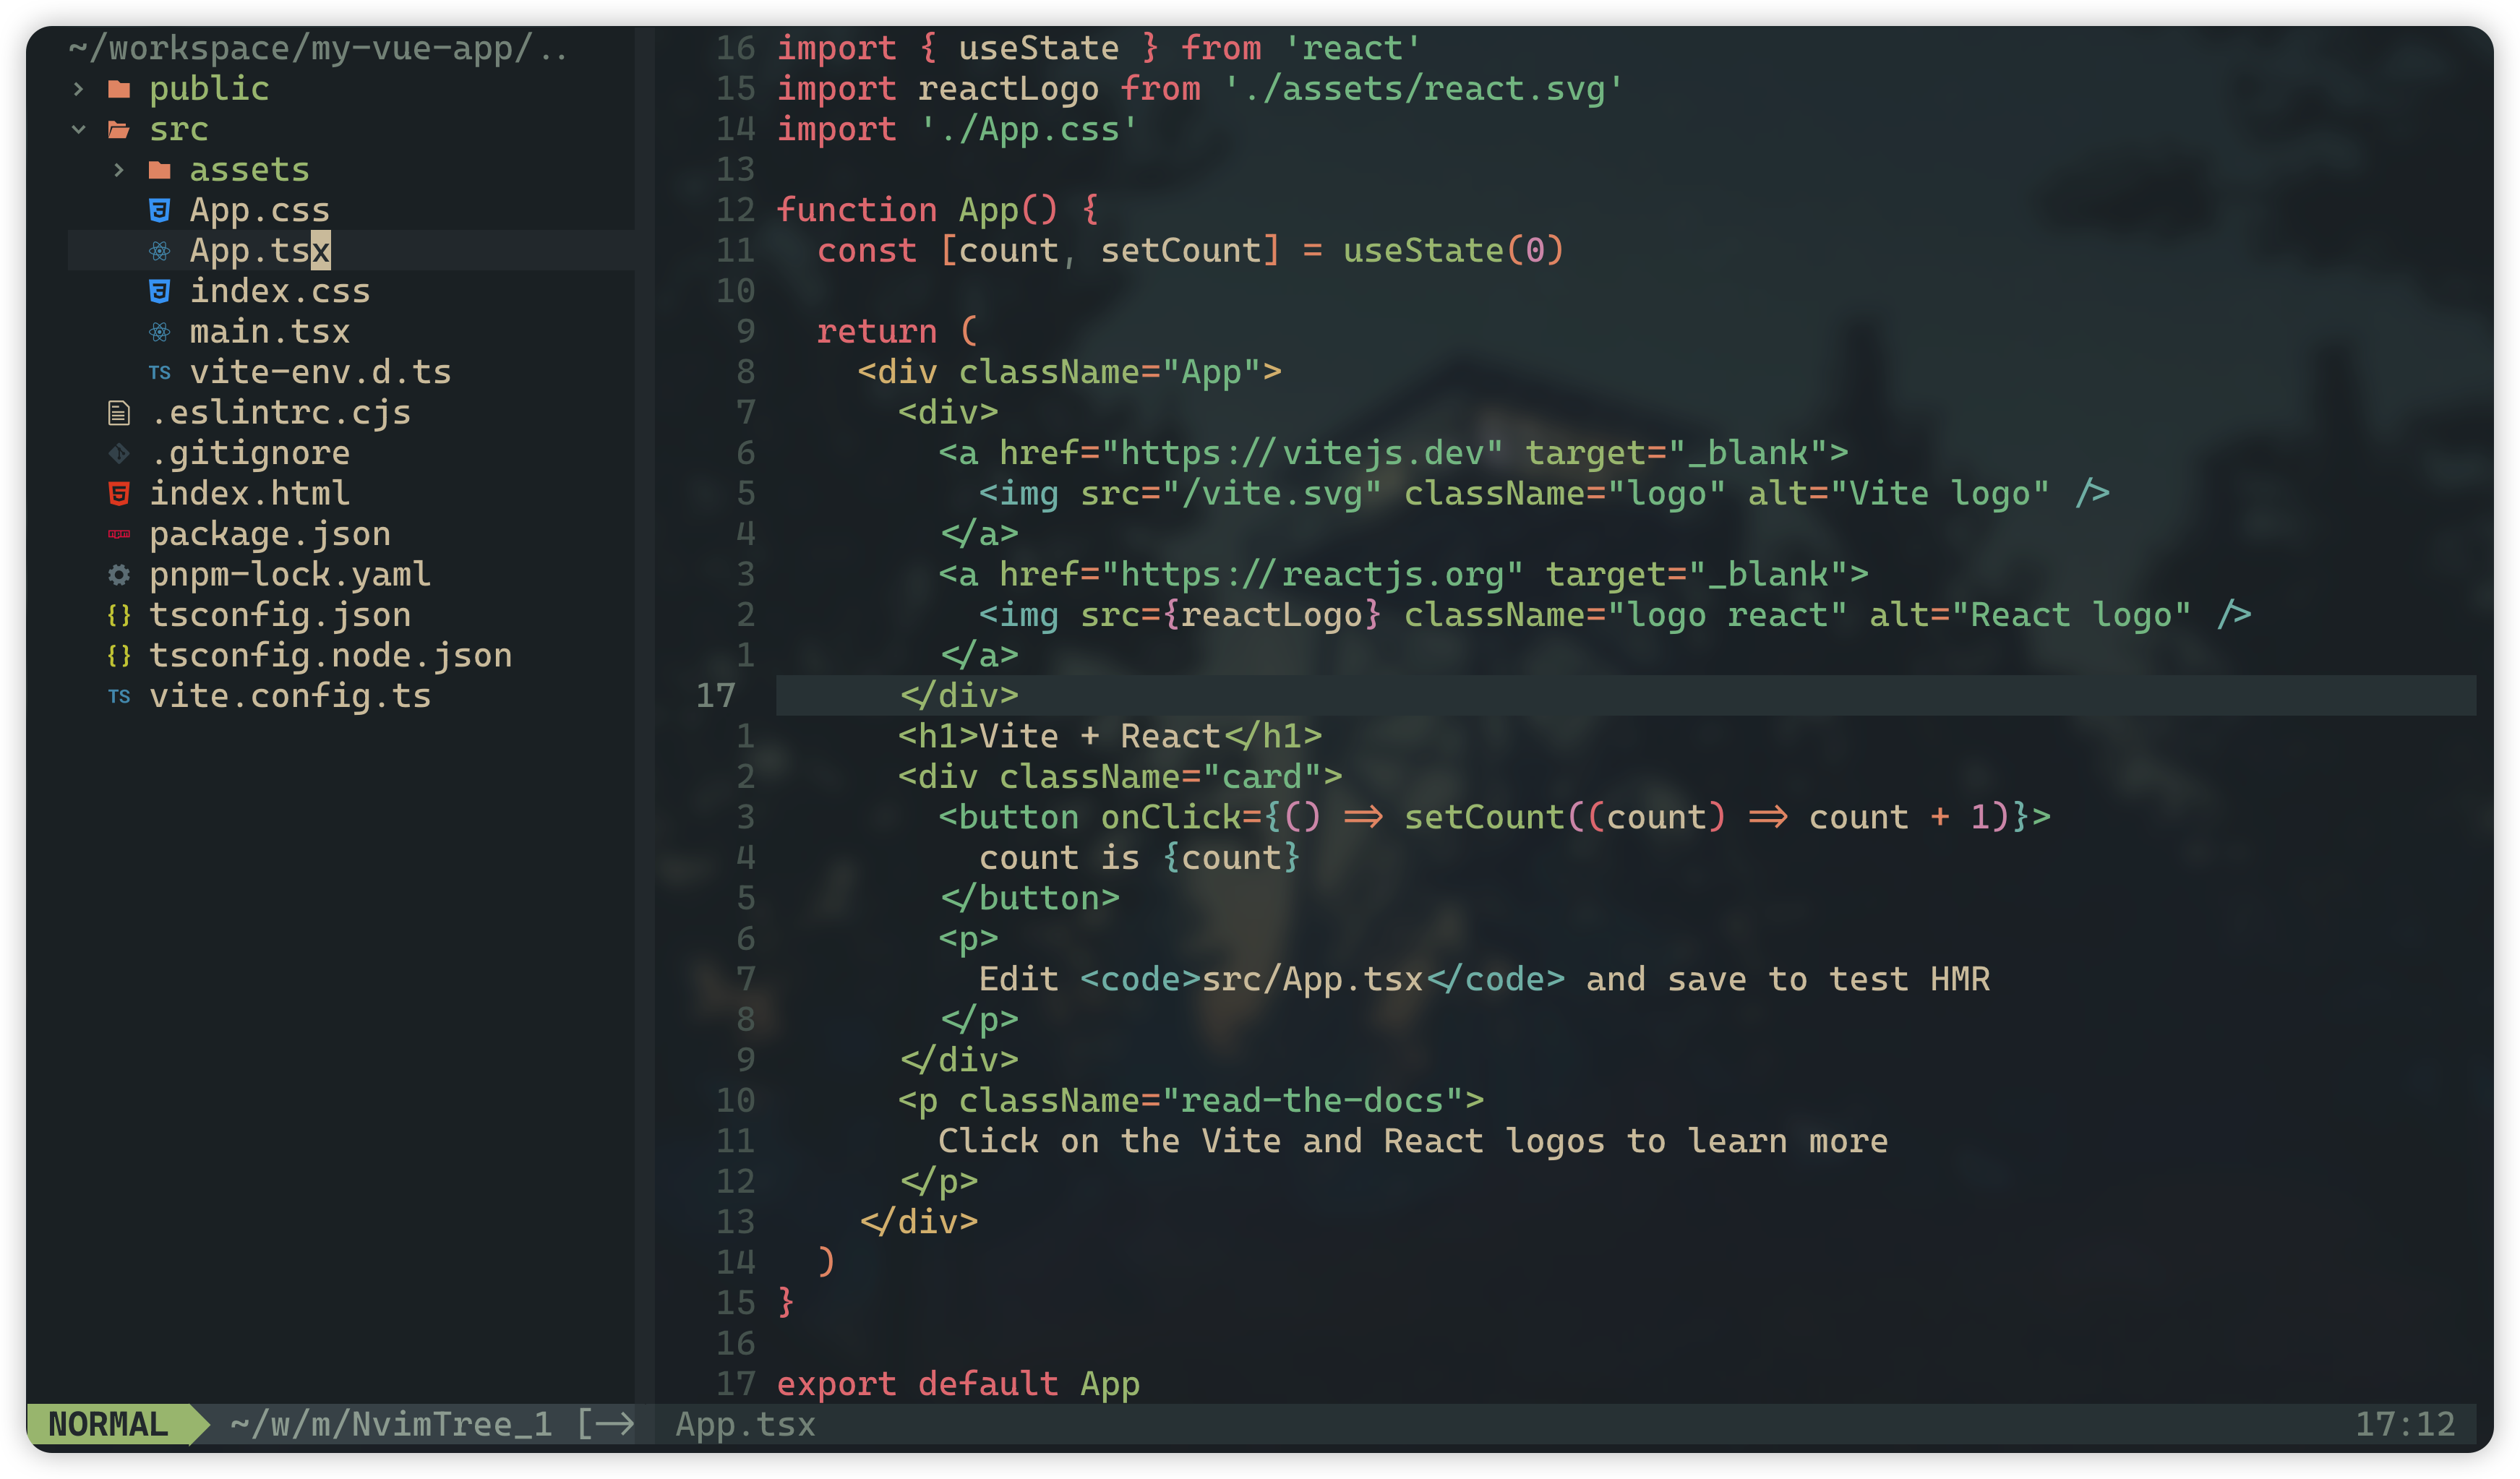 ~/workspace/my-vue-app/..
public
src
assets
App.css
App.tsx
index.css
main.tsx
TS vite-env.d.ts
.eslintrc.cjs
.gitignore
index.html
npm package.json
pnpm-lock.yaml
{} tsconfig.json
{} tsconfig.node.json
TS vite.config.ts
16 import { useState } from 'react'
15 import reactLogo from './assets/react.svg'
14 import './App.css'
13
12 function App() {
11   const [count, setCount] = useState(0)
10
9   return (
8     <div className="App">
7       <div>
6         <a href="https://vitejs.dev" target="_blank">
5           <img src="/vite.svg" className="logo" alt="Vite logo" />
4         </a>
3         <a href="https://reactjs.org" target="_blank">
2           <img src={reactLogo} className="logo react" alt="React logo" />
1         </a>
17       </div>
1       <h1>Vite + React</h1>
2       <div className="card">
3         <button onClick={() => setCount((count) => count + 1)}>
4           count is {count}
5         </button>
6         <p>
7           Edit <code>src/App.tsx</code> and save to test HMR
8         </p>
9       </div>
10       <p className="read-the-docs">
11         Click on the Vite and React logos to learn more
12       </p>
13     </div>
14   )
15 }
16
17 export default App
NORMAL ~/w/m/NvimTree_1 [-> App.tsx 17:12